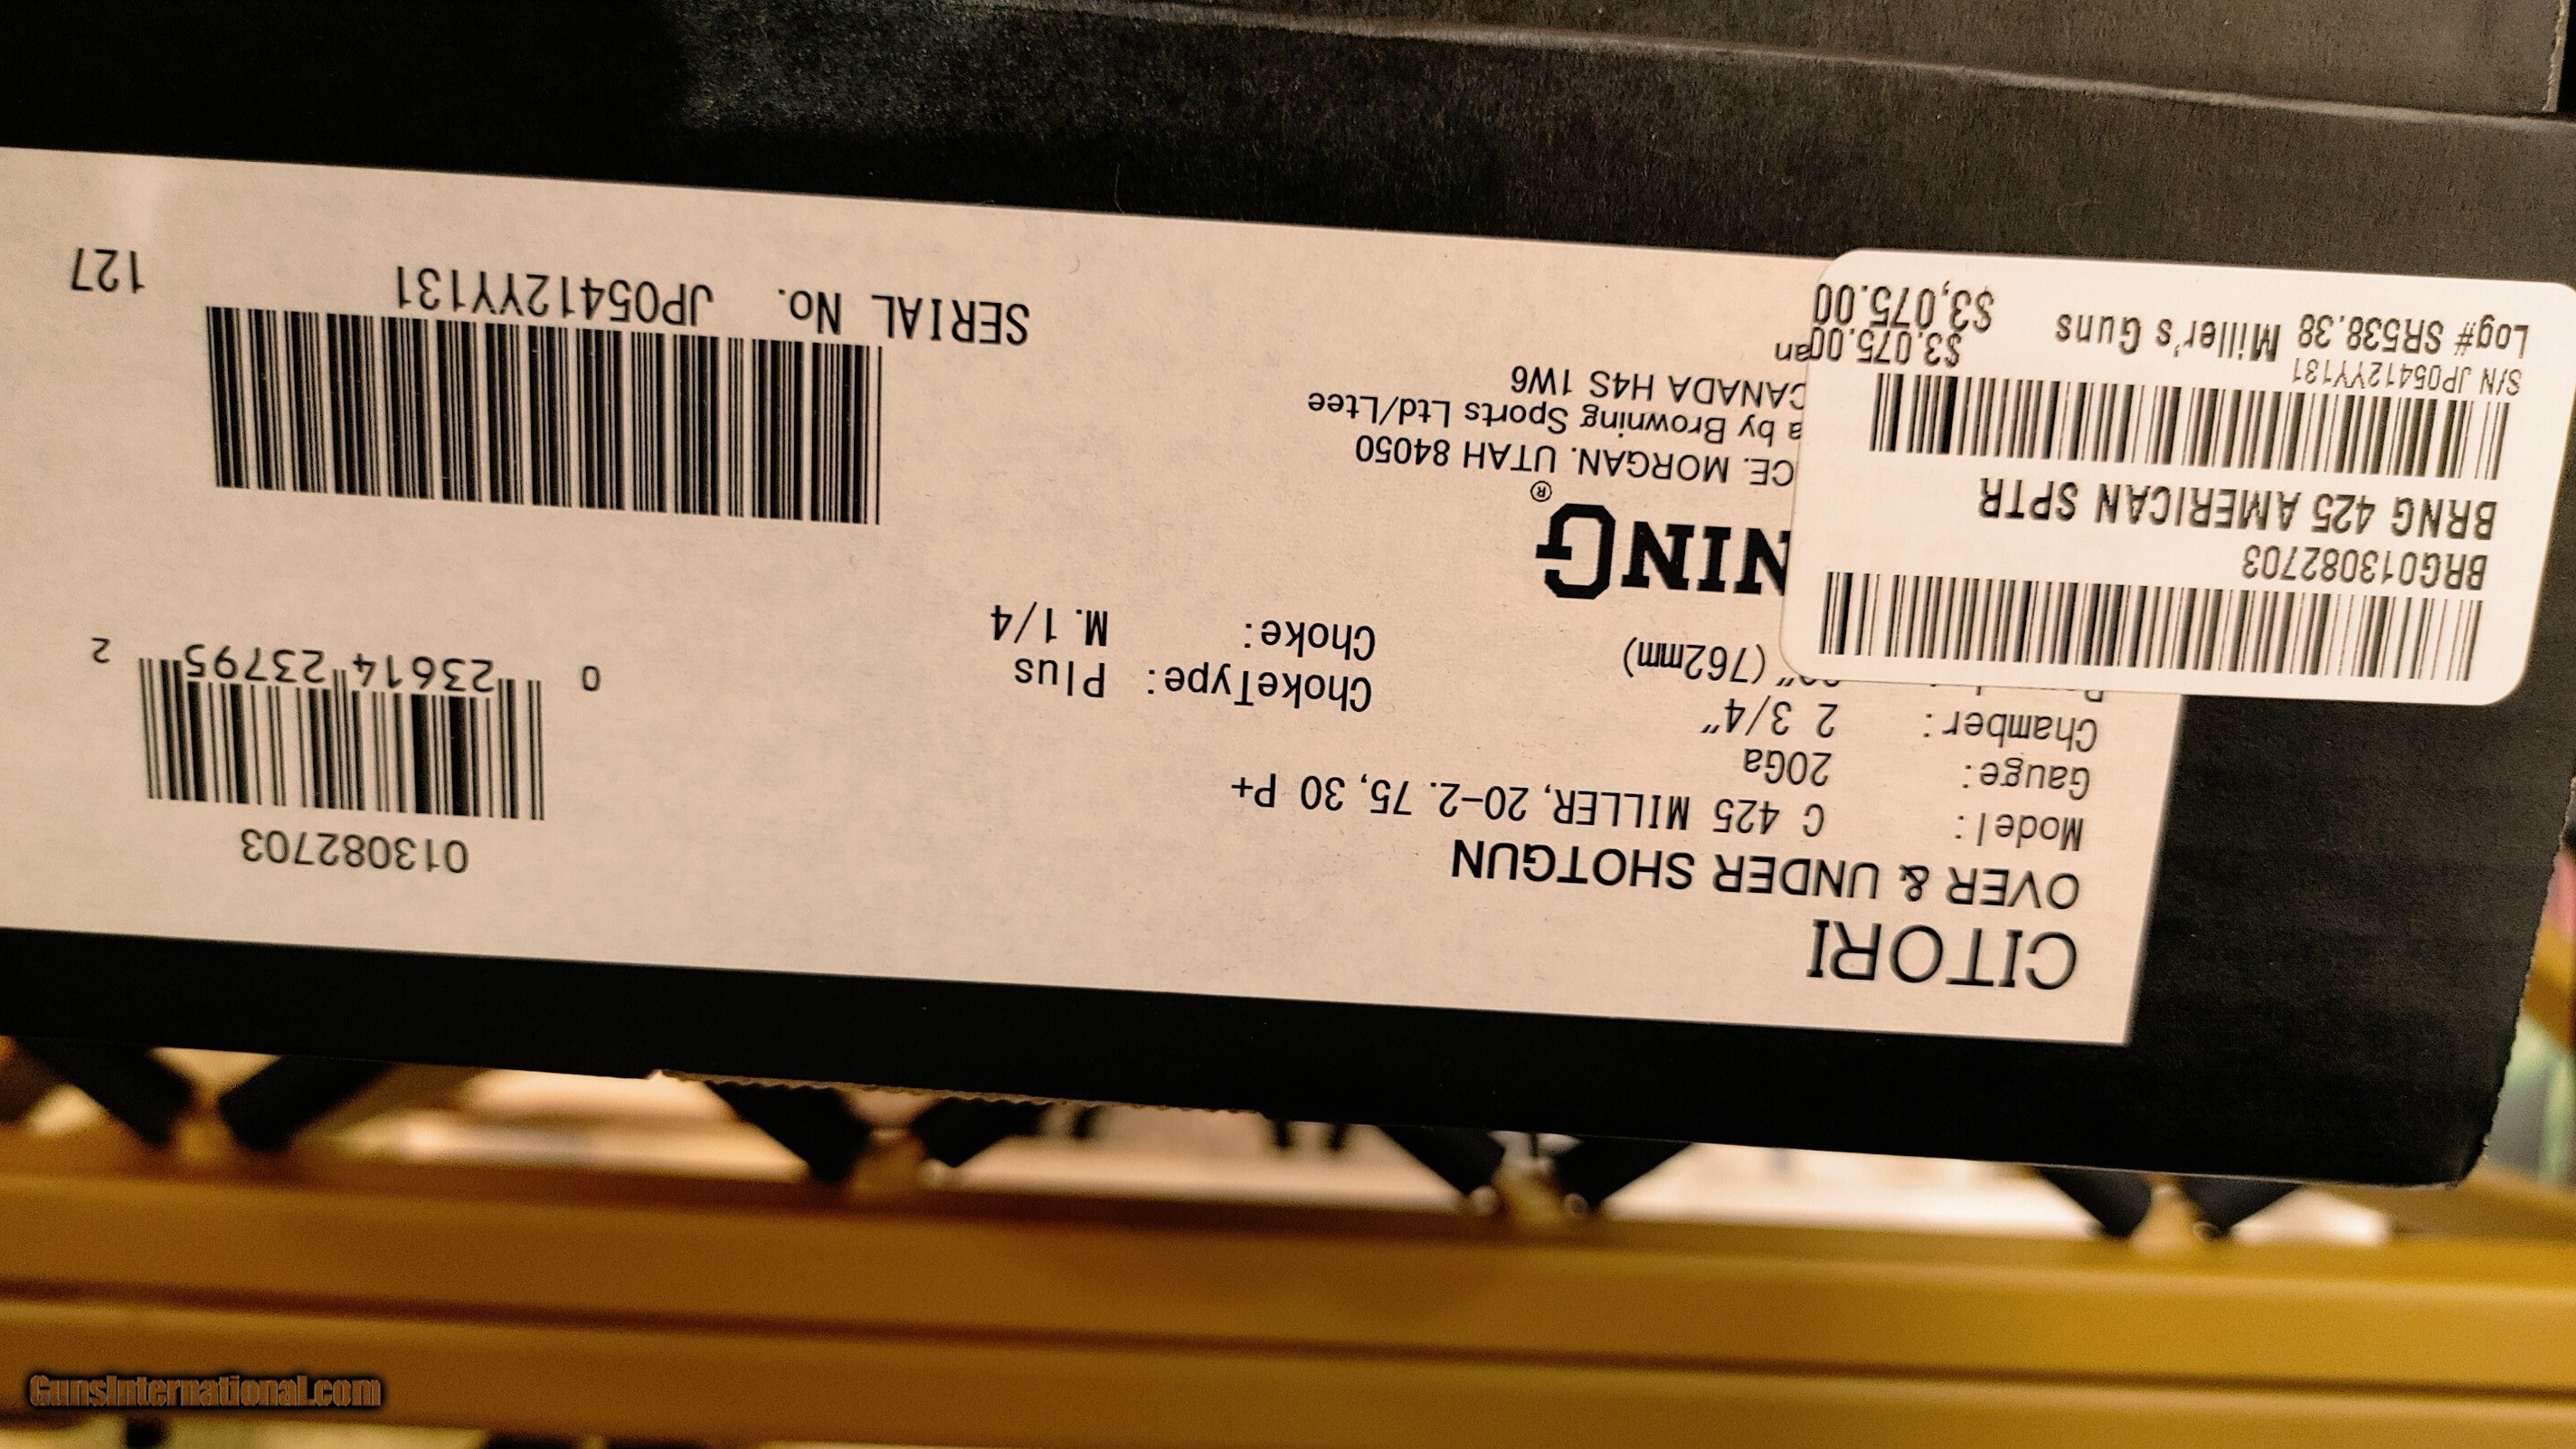 CITORI
OVER & UNDER SHOTGUN
Model: C 425 MILLER, 20-2.75, 30 P+
Gauge: 20Ga
Chamber: 2 3/4"
(762mm)
ChokeType: Plus
Choke: M.1/4
NING®
CE. MORGAN. UTAH 84050
a by Browning Sports Ltd/Ltee
CANADA H4S 1W6
an
013082703
0 23614 23795 2
SERIAL No. JP05412YY131
127
BRG013082703
BRNG 425 AMERICAN SPTR
S/N JP05412YY131
$3,075.00
Log# SR538.38 Miller's Guns
$3,075.00
GunsInternational.com